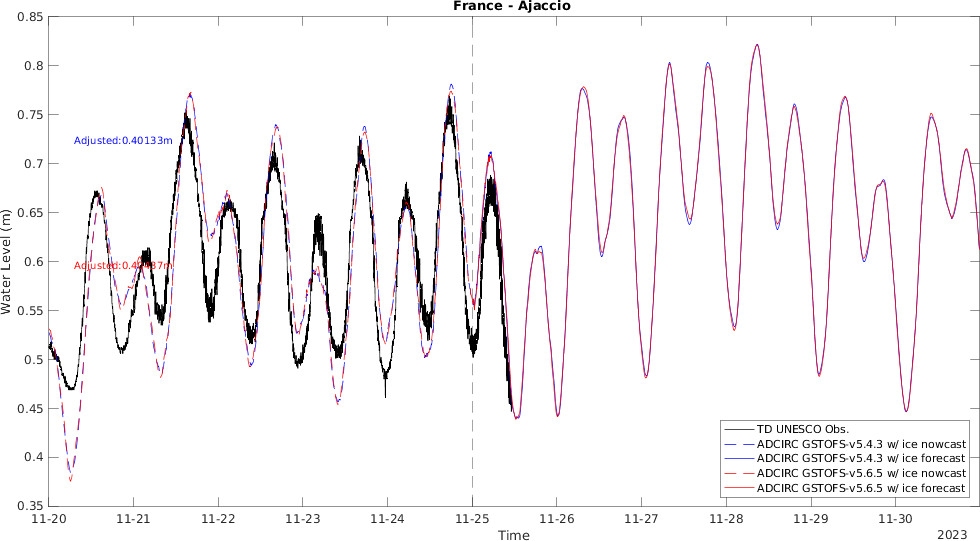 France - Ajaccio
0.85
0.8
0.75
0.7
0.65
0.6
0.55
0.5
0.45
0.4
0.35
Water Level (m)
Adjusted:0.40133m
11-20
11-21
11-22
11-23
11-24
11-25
11-26
11-27
11-28
11-29
11-30
Time
2023
TD UNESCO Obs.
ADCIRC GSTOFS-v5.4.3 w/ ice nowcast
ADCIRC GSTOFS-v5.4.3 w/ ice forecast
ADCIRC GSTOFS-v5.6.5 w/ ice nowcast
ADCIRC GSTOFS-v5.6.5 w/ ice forecast